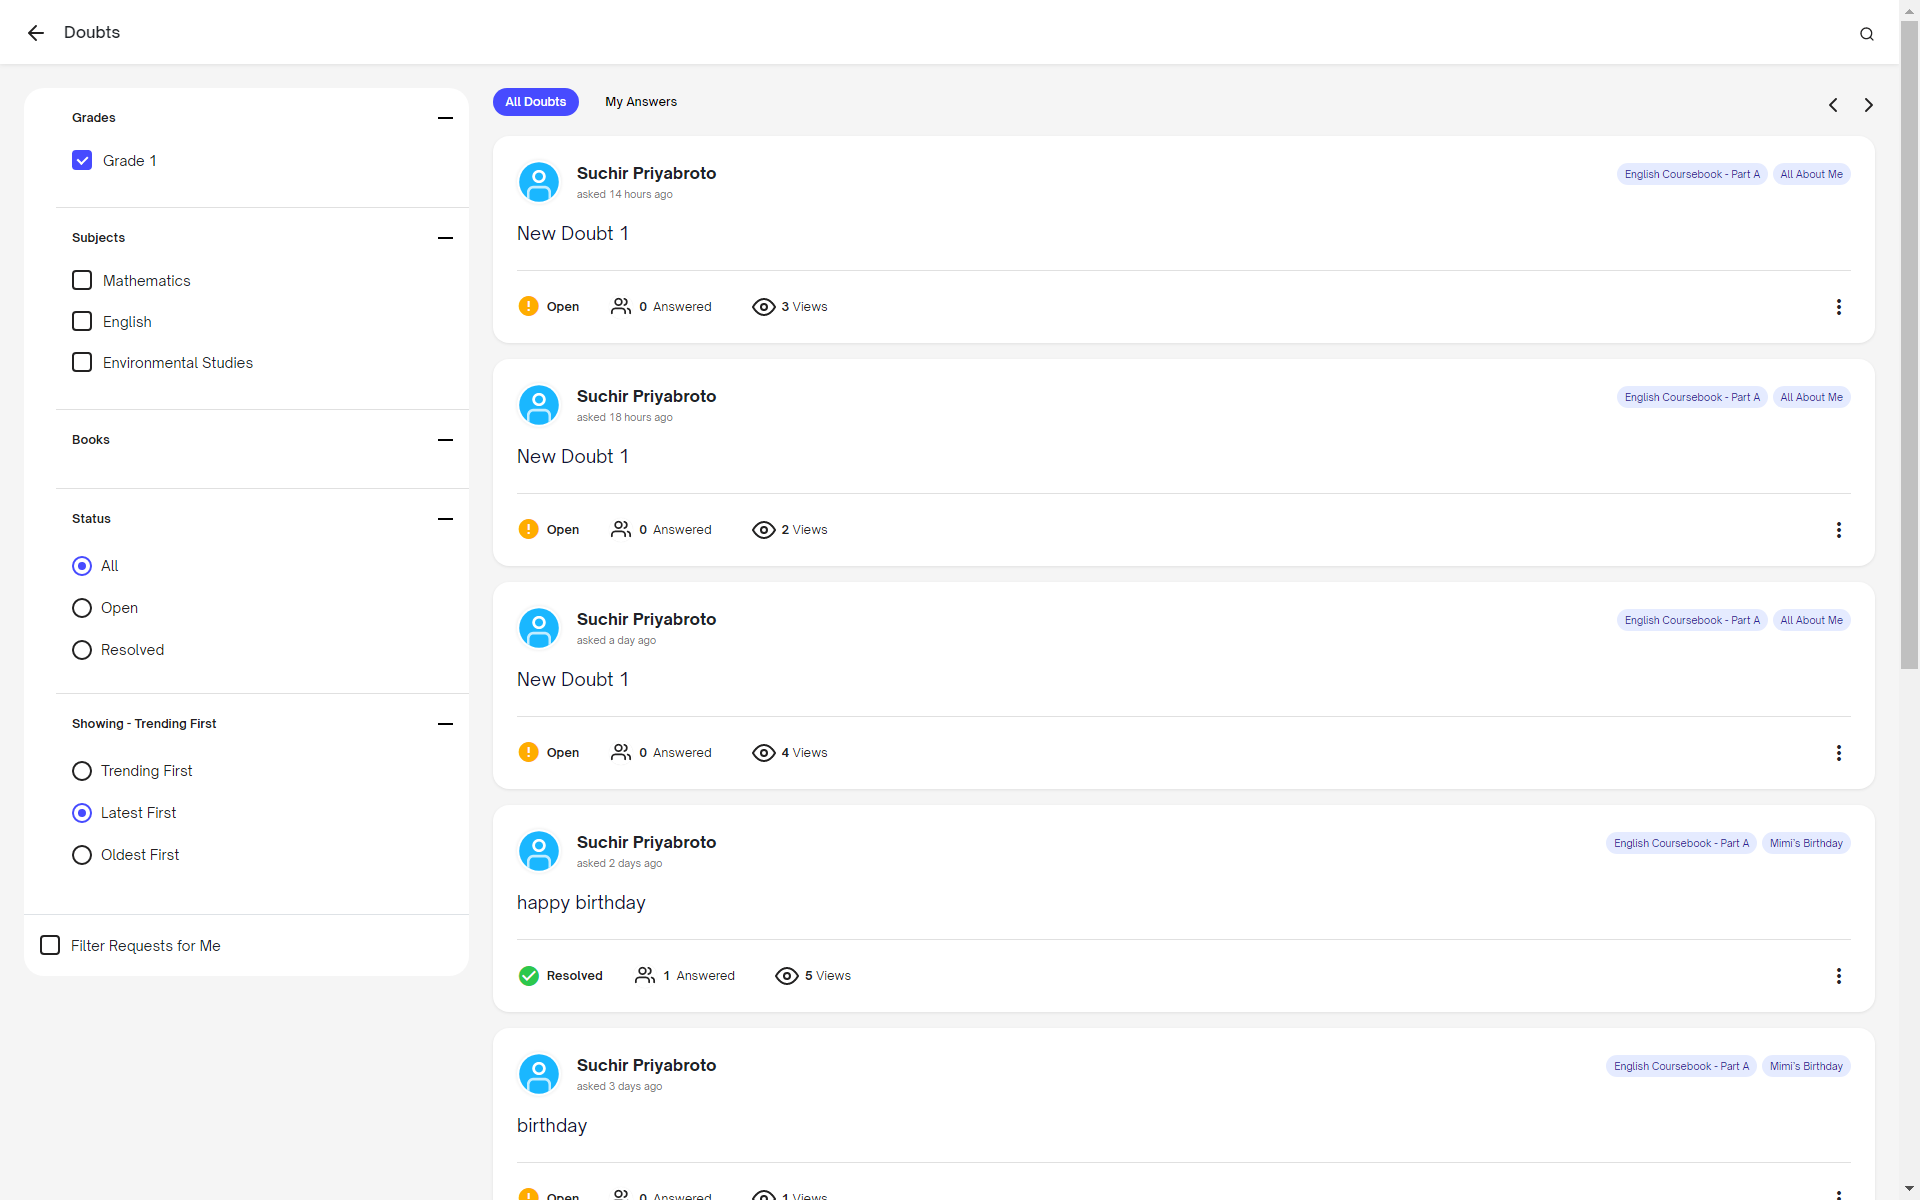 Doubts
Grades
Grade 1
Subjects
Mathematics
English
Environmental Studies
Books
Status
All
Open
Resolved
Showing - Trending First
Trending First
Latest First
Oldest First
Filter Requests for Me
All Doubts My Answers
Suchir Priyabroto
asked 14 hours ago
English Coursebook - Part A All About Me
New Doubt 1
Open 0 Answered 3 Views
Suchir Priyabroto
asked 18 hours ago
English Coursebook - Part A All About Me
New Doubt 1
Open 0 Answered 2 Views
Suchir Priyabroto
asked a day ago
English Coursebook - Part A All About Me
New Doubt 1
Open 0 Answered 4 Views
Suchir Priyabroto
asked 2 days ago
English Coursebook - Part A Mimi's Birthday
happy birthday
Resolved 1 Answered 5 Views
Suchir Priyabroto
asked 3 days ago
English Coursebook - Part A Mimi's Birthday
birthday
Open 0 Answered 1 Views